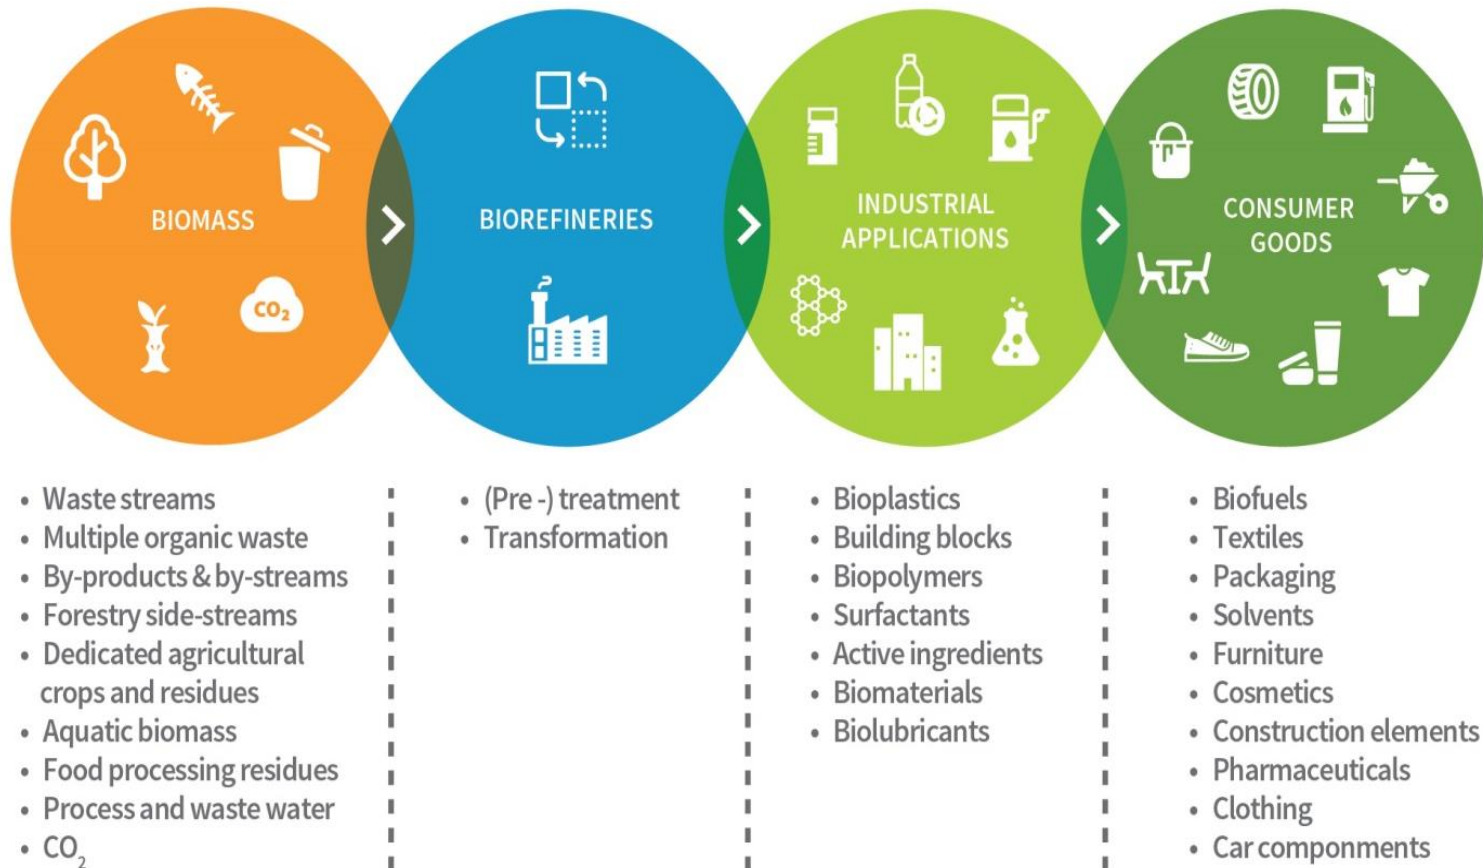 BIOMASS
CO₂
BIOREFINERIES
INDUSTRIAL
APPLICATIONS
CONSUMER
GOODS
• Waste streams
• Multiple organic waste
• By-products & by-streams
• Forestry side-streams
• Dedicated agricultural
crops and residues
• Aquatic biomass
• Food processing residues
• Process and waste water
• CO₂
• (Pre -) treatment
• Transformation
• Bioplastics
• Building blocks
• Biopolymers
• Surfactants
• Active ingredients
• Biomaterials
• Biolubricants
• Biofuels
• Textiles
• Packaging
• Solvents
• Furniture
• Cosmetics
• Construction elements
• Pharmaceuticals
• Clothing
• Car componments